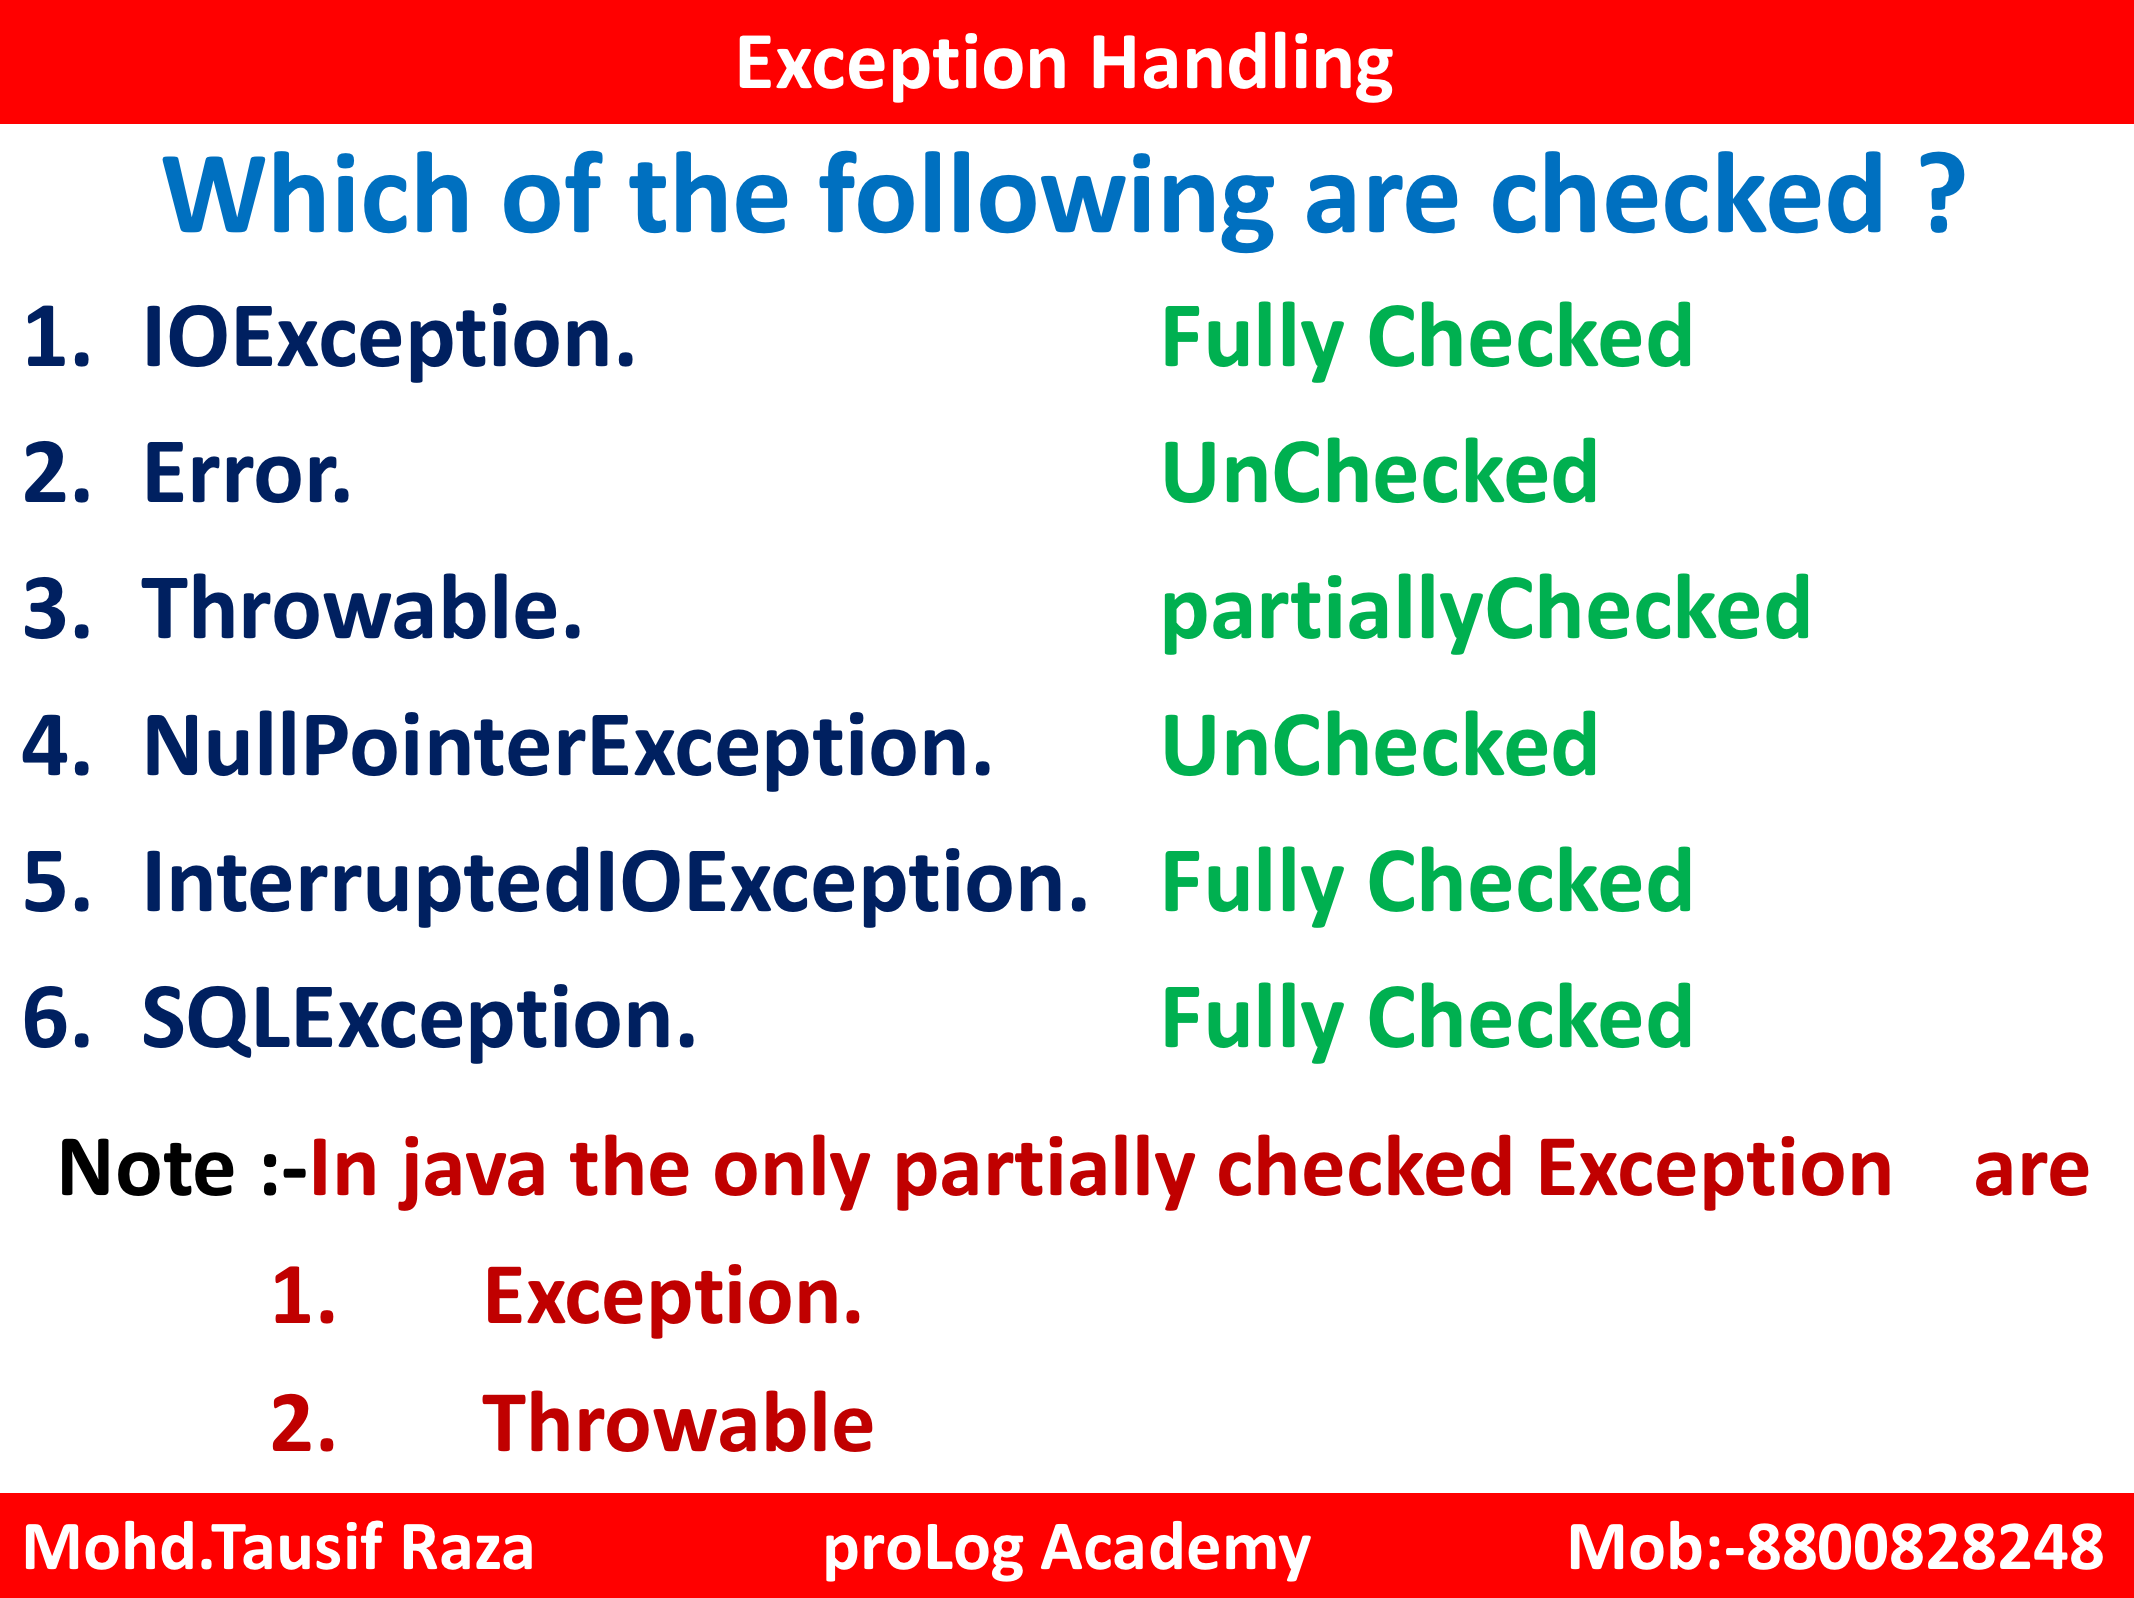 Exception Handling
Which of the following are checked ?
1. IOException. Fully Checked
2. Error. UnChecked
3. Throwable. partiallyChecked
4. NullPointerException. UnChecked
5. InterruptedIOException. Fully Checked
6. SQLException. Fully Checked
Note :-In java the only partially checked Exception are
1. Exception.
2. Throwable
Mohd.Tausif Raza proLog Academy Mob:-8800828248